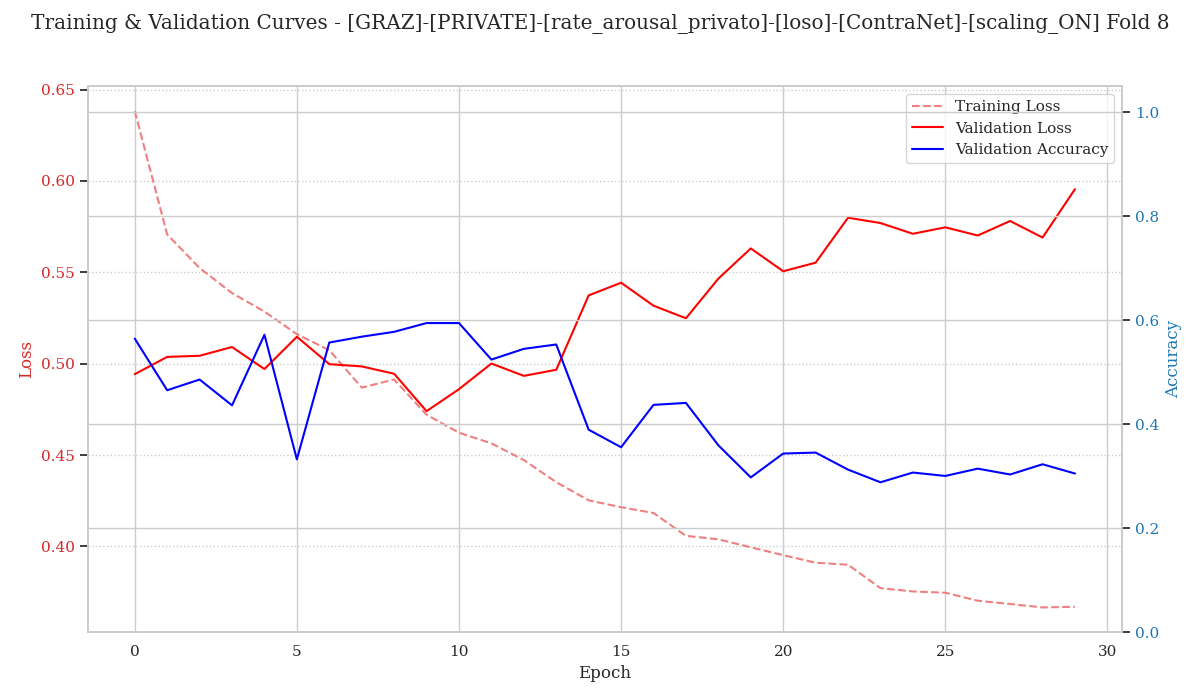 Training & Validation Curves - [GRAZ]-[PRIVATE]-[rate_arousal_privato]-[loso]-[ContraNet]-[scaling_ON] Fold 8
Training Loss
Validation Loss
Validation Accuracy
0.65
0.60
0.55
0.50
0.45
0.40
Loss
1.0
0.8
0.6
0.4
0.2
0.0
Accuracy
0 5 10 15 20 25 30
Epoch